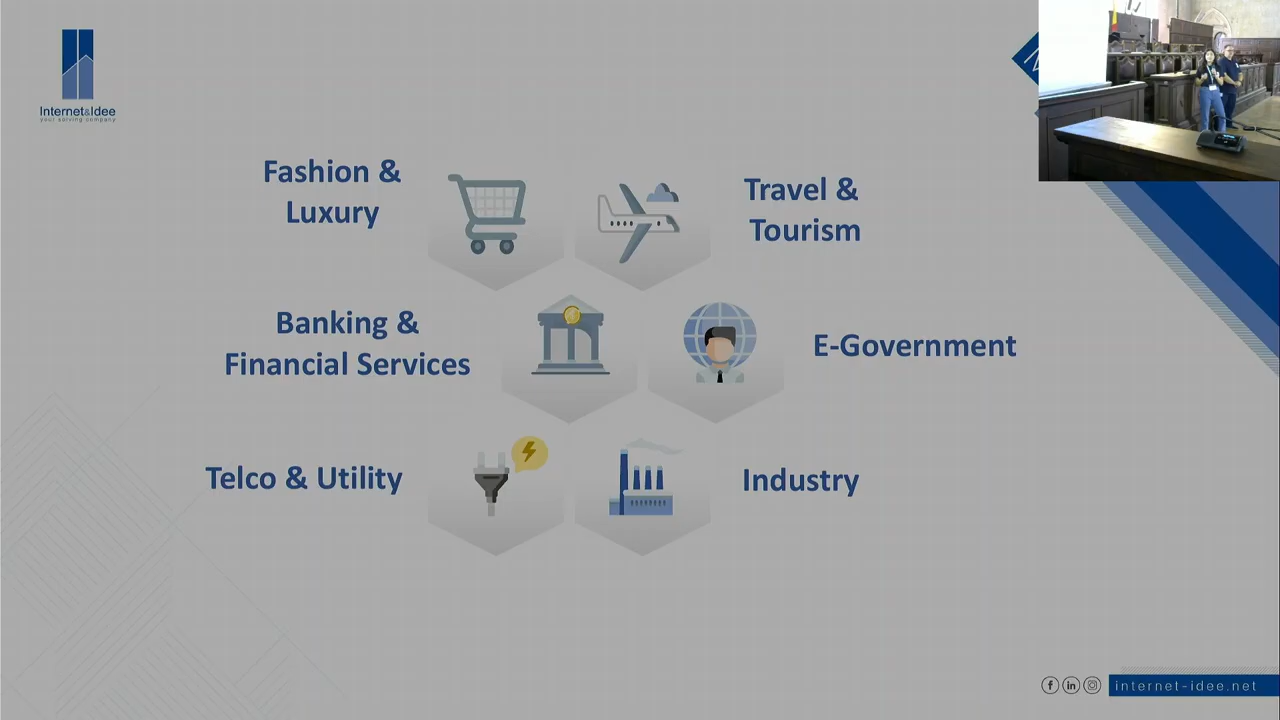 Internet&Idee
your solving company
Fashion &
Luxury
Travel &
Tourism
Banking &
Financial Services
E-Government
Telco & Utility
Industry
internet-idee.net